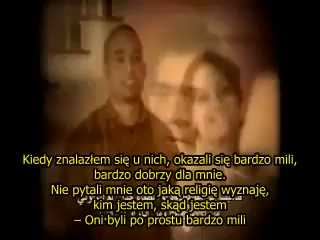 Kiedy znalazłem się u nich, okazali się bardzo mili,
bardzo dobrzy dla mnie.
Nie pytali mnie oto jaką religię wyznaję,
kim jestem, skąd jestem
– Oni byli po prostu bardzo mili